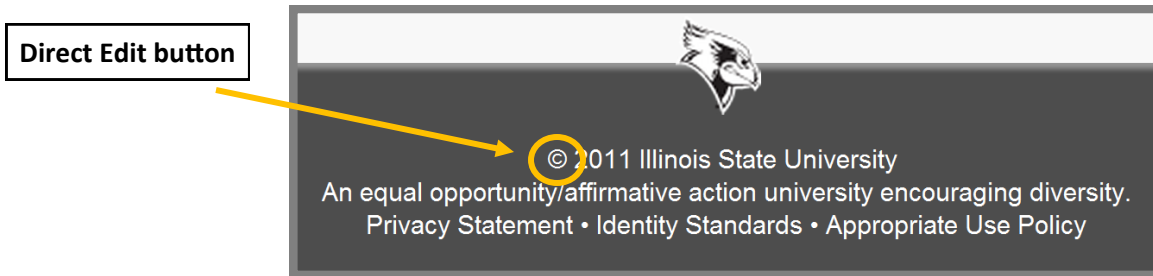 Direct Edit button
© 2011 Illinois State University
An equal opportunity/affirmative action university encouraging diversity.
Privacy Statement • Identity Standards • Appropriate Use Policy